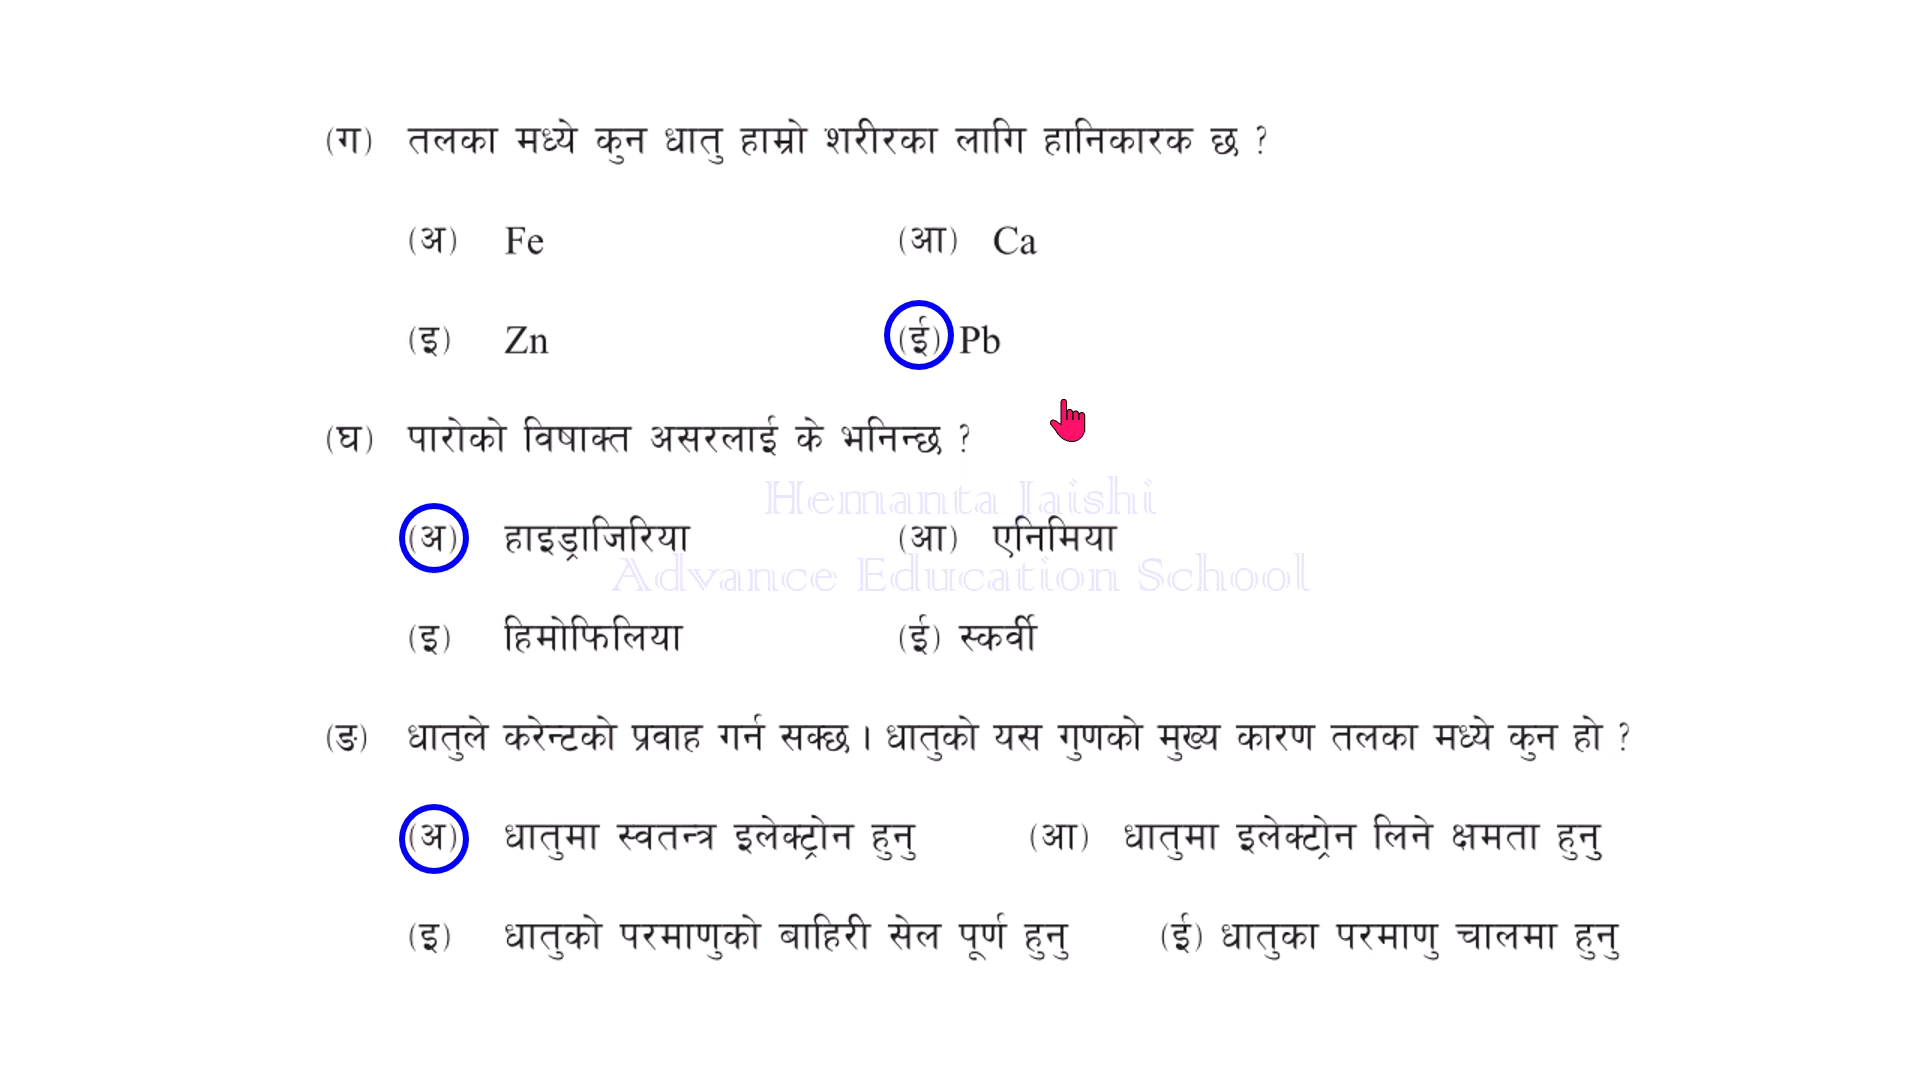 (ग) तलका मध्ये कुन धातु हाम्रो शरीरका लागि हानिकारक छ ?
(अ) Fe (आ) Ca
(इ) Zn (ई) Pb
(घ) पारोको विषाक्त असरलाई के भनिन्छ ?
Hemanta Jaishi
(अ) हाइड्राजिरिया (आ) एनिमिया
Advance Education School
(इ) हिमोफिलिया (ई) स्कर्वी
(ङ) धातुले करेन्टको प्रवाह गर्न सक्छ । धातुको यस गुणको मुख्य कारण तलका मध्ये कुन हो ?
(अ) धातुमा स्वतन्त्र इलेक्ट्रोन हुनु (आ) धातुमा इलेक्ट्रोन लिने क्षमता हुनु
(इ) धातुको परमाणुको बाहिरी सेल पूर्ण हुनु (ई) धातुका परमाणु चालमा हुनु